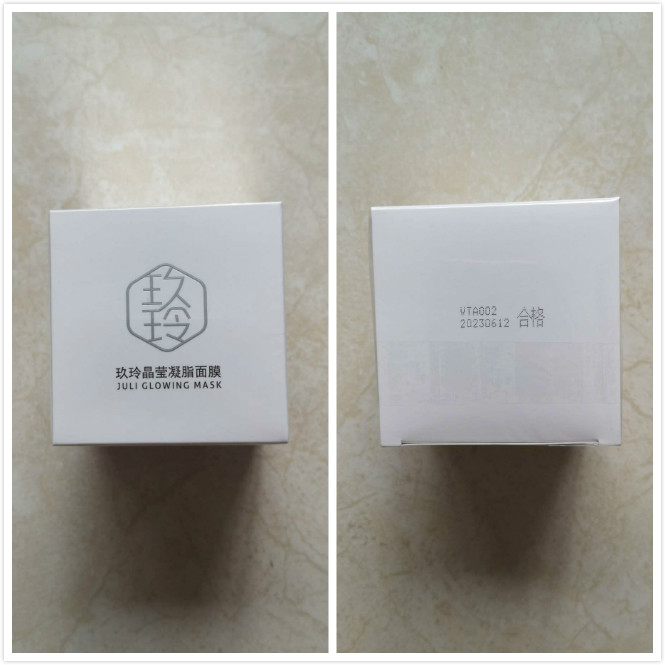 玖
玲
玖玲晶莹凝脂面膜
JULI GLOWING MASK
VTA002
20230612 合格